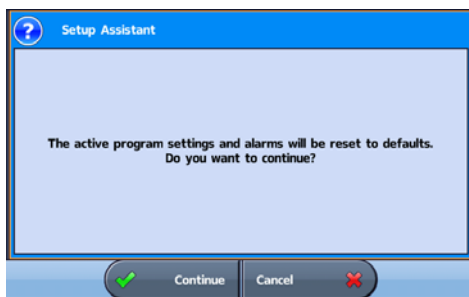 Setup Assistant
The active program settings and alarms will be reset to defaults.
Do you want to continue?
Continue Cancel